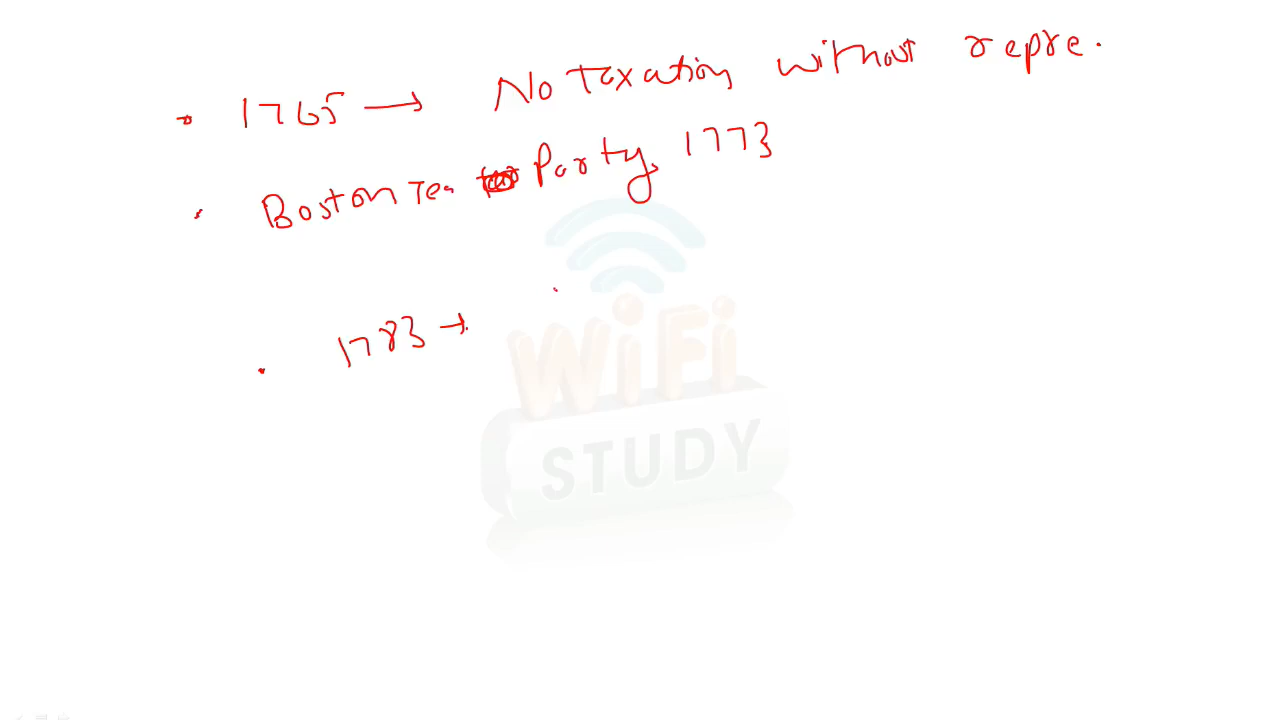 • 1765 → No Taxation without repre.
• Boston Tea Party 1773
• 1783 →
WiFi
STUDY